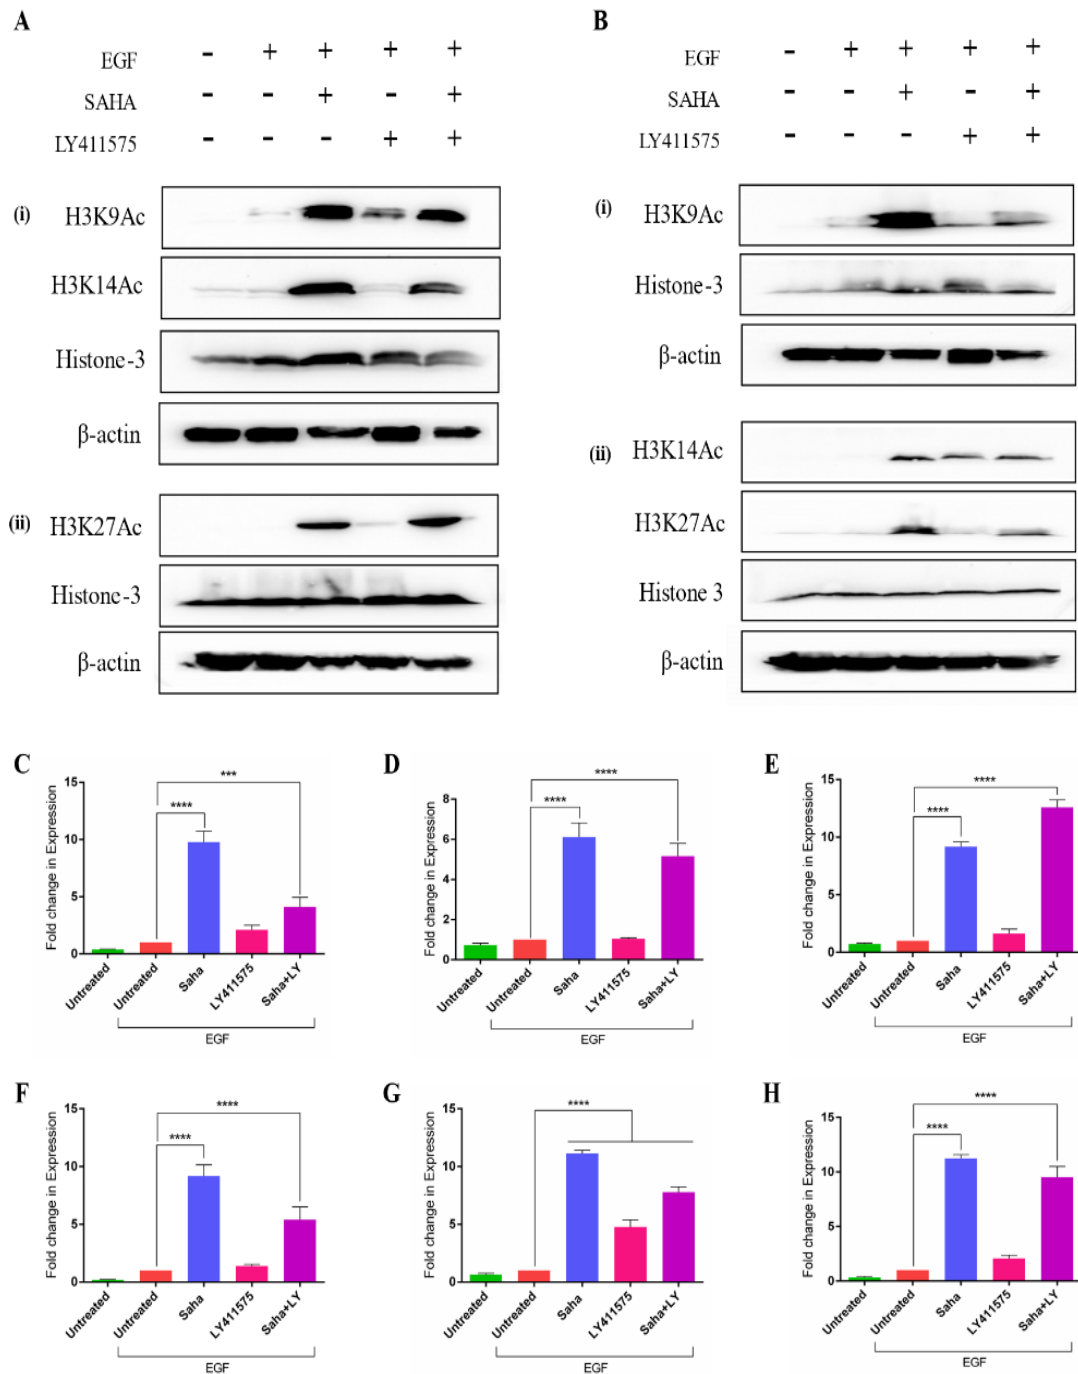 A
EGF - + + + +
SAHA - - + - +
LY411575 - - - + +
(i) H3K9Ac
H3K14Ac
Histone-3
β-actin
(ii) H3K27Ac
Histone-3
β-actin
B
EGF - + + + +
SAHA - - + - +
LY411575 - - - + +
(i) H3K9Ac
Histone-3
β-actin
(ii) H3K14Ac
H3K27Ac
Histone 3
β-actin
C
Fold change in Expression
15
10
5
0
***
****
Untreated Untreated Saha LY411575 Saha+LY
EGF
D
Fold change in Expression
8
6
4
2
0
****
****
Untreated Untreated Saha LY411575 Saha+LY
EGF
E
Fold change in Expression
15
10
5
0
****
****
Untreated Untreated Saha LY411575 Saha+LY
EGF
F
Fold change in Expression
15
10
5
0
****
****
Untreated Untreated Saha LY411575 Saha+LY
EGF
G
Fold change in Expression
15
10
5
0
****
Untreated Untreated Saha LY411575 Saha+LY
EGF
H
Fold change in Expression
15
10
5
0
****
****
Untreated Untreated Saha LY411575 Saha+LY
EGF